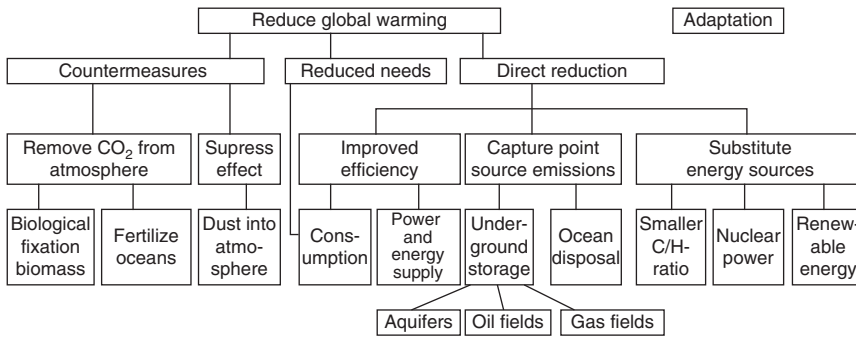 Reduce global warming
Adaptation
Countermeasures
Reduced needs
Direct reduction
Remove CO₂ from
atmosphere
Supress
effect
Improved
efficiency
Capture point
source emissions
Substitute
energy sources
Biological
fixation
biomass
Fertilize
oceans
Dust into
atmo-
sphere
Cons-
umption
Power
and
energy
supply
Under-
ground
storage
Ocean
disposal
Smaller
C/H-
ratio
Nuclear
power
Renew-
able
energy
Aquifers
Oil fields
Gas fields